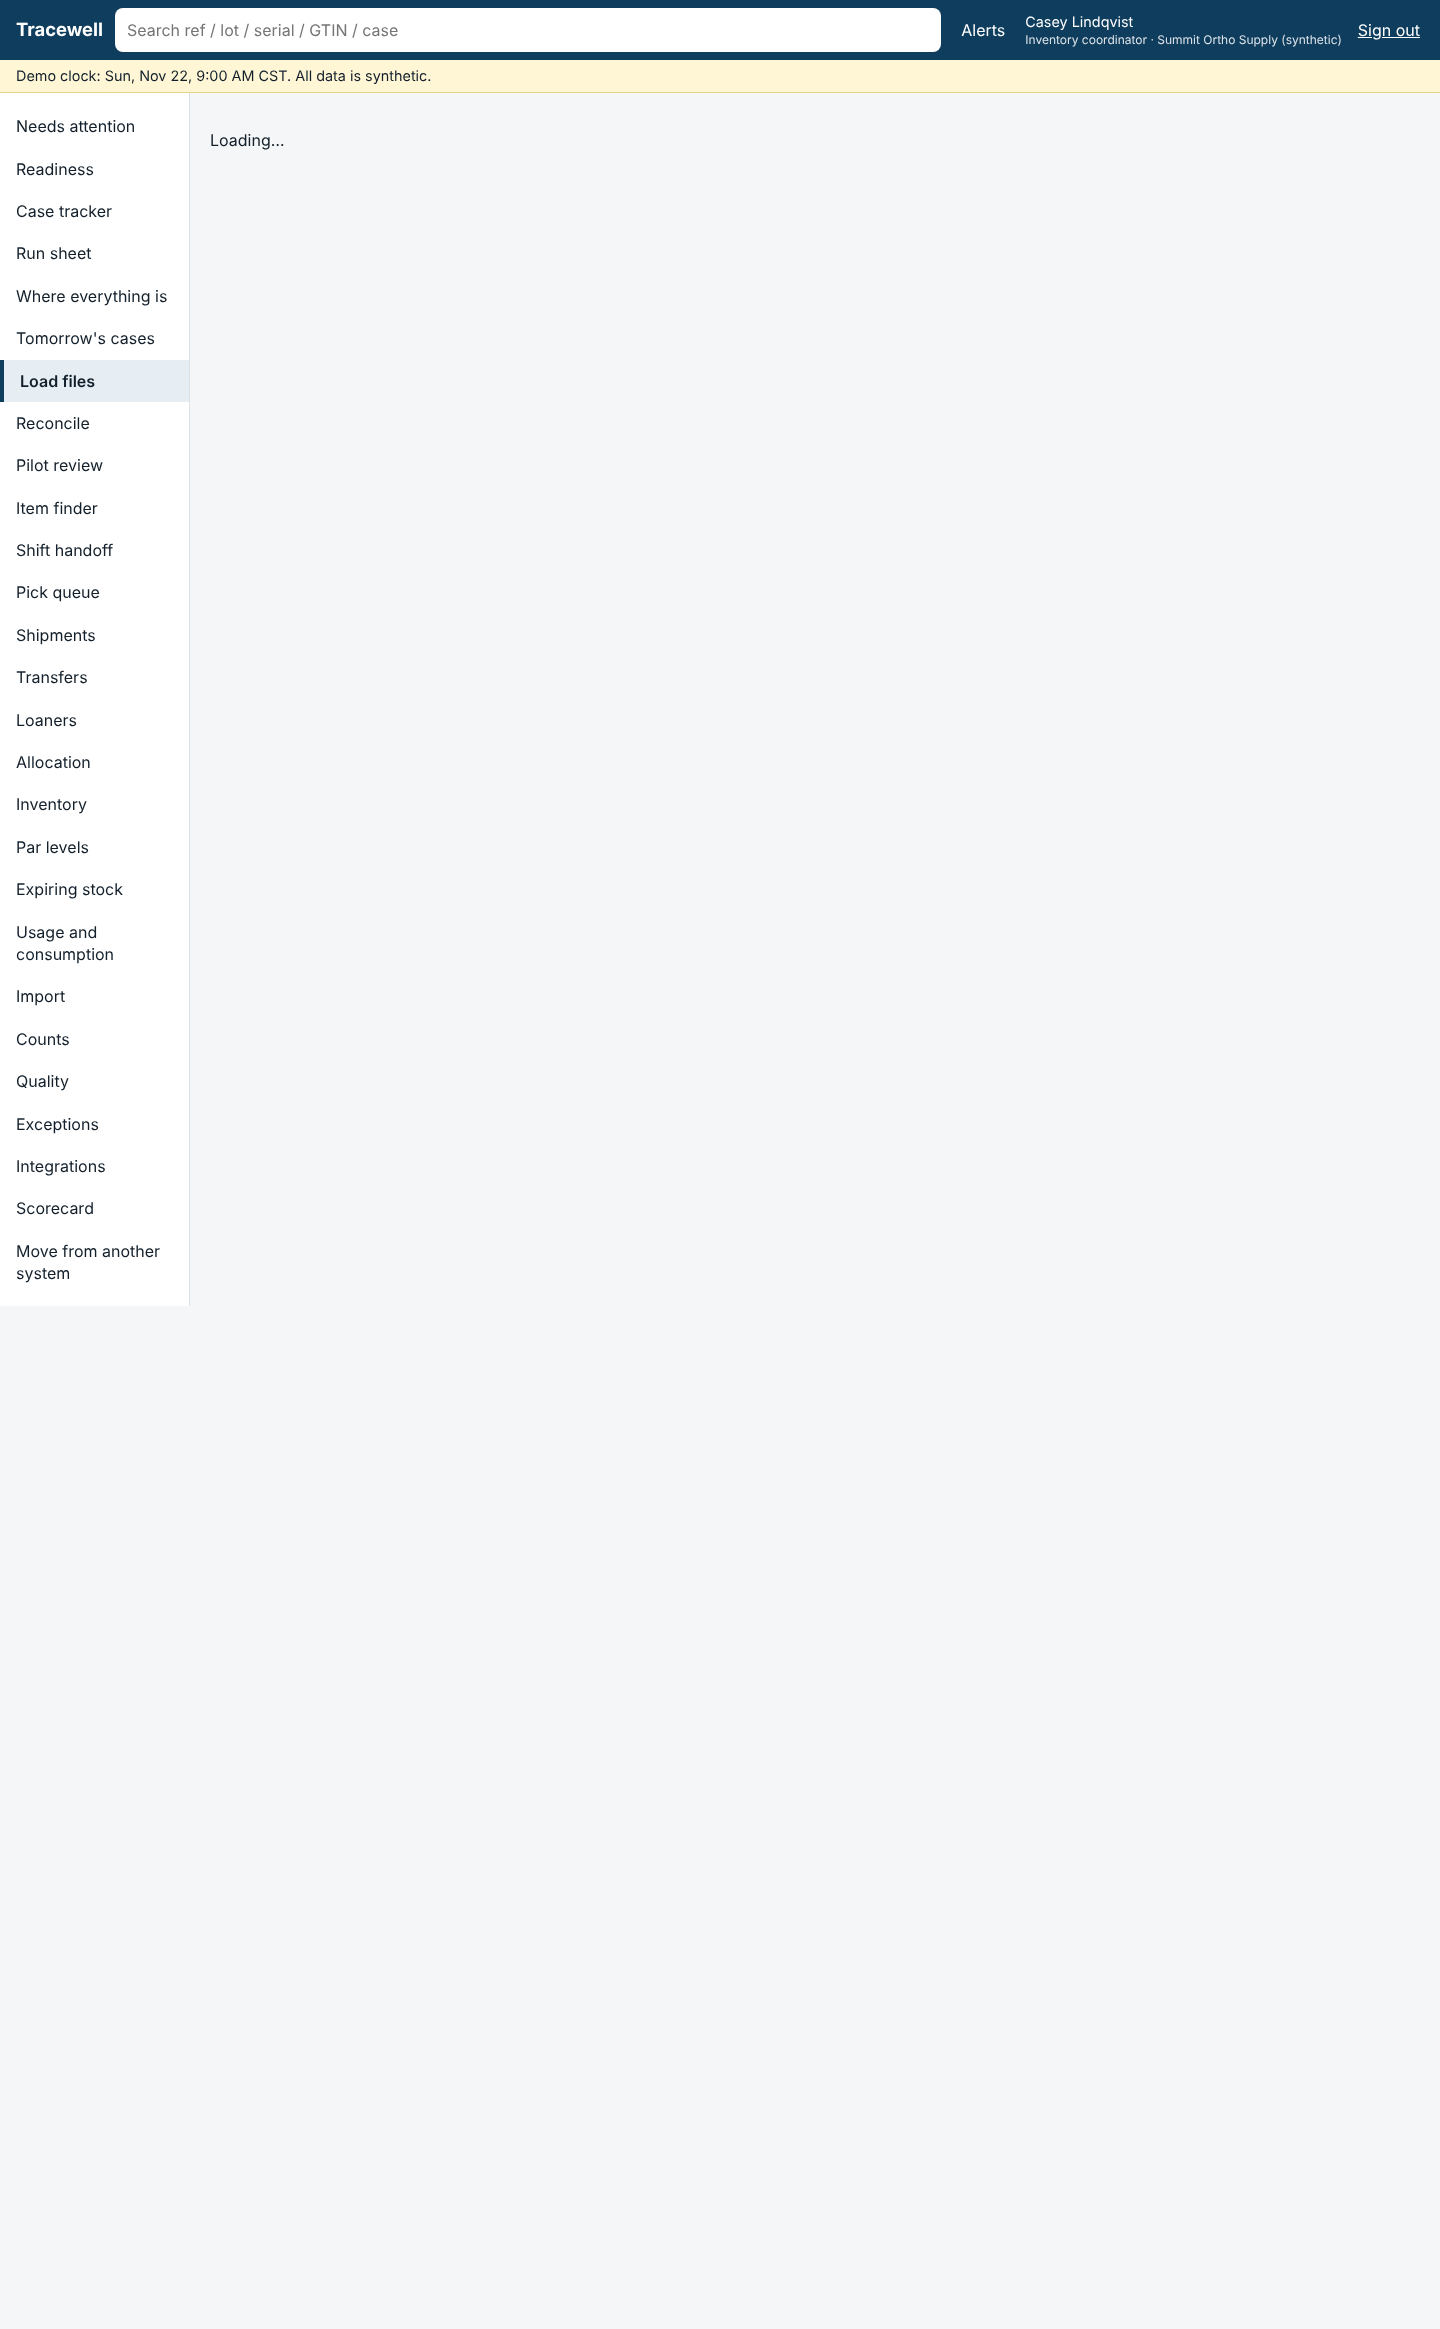 Tracewell
Search ref / lot / serial / GTIN / case
Alerts
Casey Lindqvist
Inventory coordinator · Summit Ortho Supply (synthetic)
Sign out
Demo clock: Sun, Nov 22, 9:00 AM CST. All data is synthetic.
Needs attention
Loading...
Readiness
Case tracker
Run sheet
Where everything is
Tomorrow's cases
Load files
Reconcile
Pilot review
Item finder
Shift handoff
Pick queue
Shipments
Transfers
Loaners
Allocation
Inventory
Par levels
Expiring stock
Usage and
consumption
Import
Counts
Quality
Exceptions
Integrations
Scorecard
Move from another
system